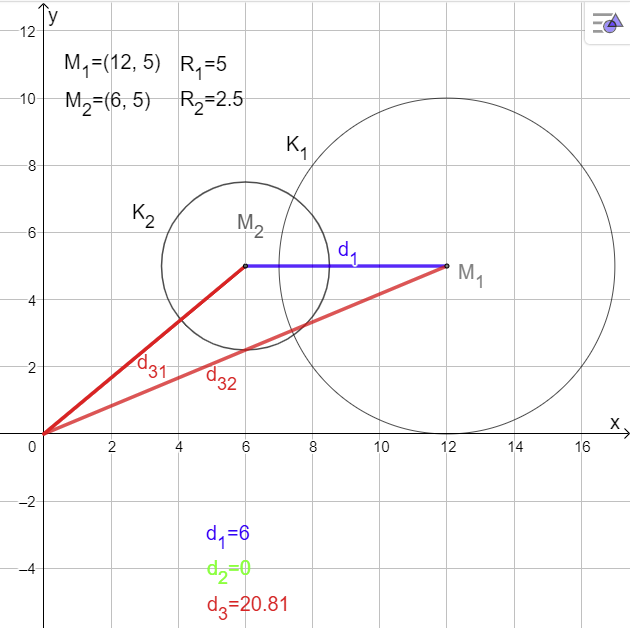 y
12
M₁=(12, 5) R₁=5
M₂=(6, 5) R₂=2.5
10
K₁
8
K₂
M₂
6
d₁
M₁
4
d₃₁
d₃₂
2
x
0 2 4 6 8 10 12 14 16
–2
d₁=6
d₂=0
–4
d₃=20.81